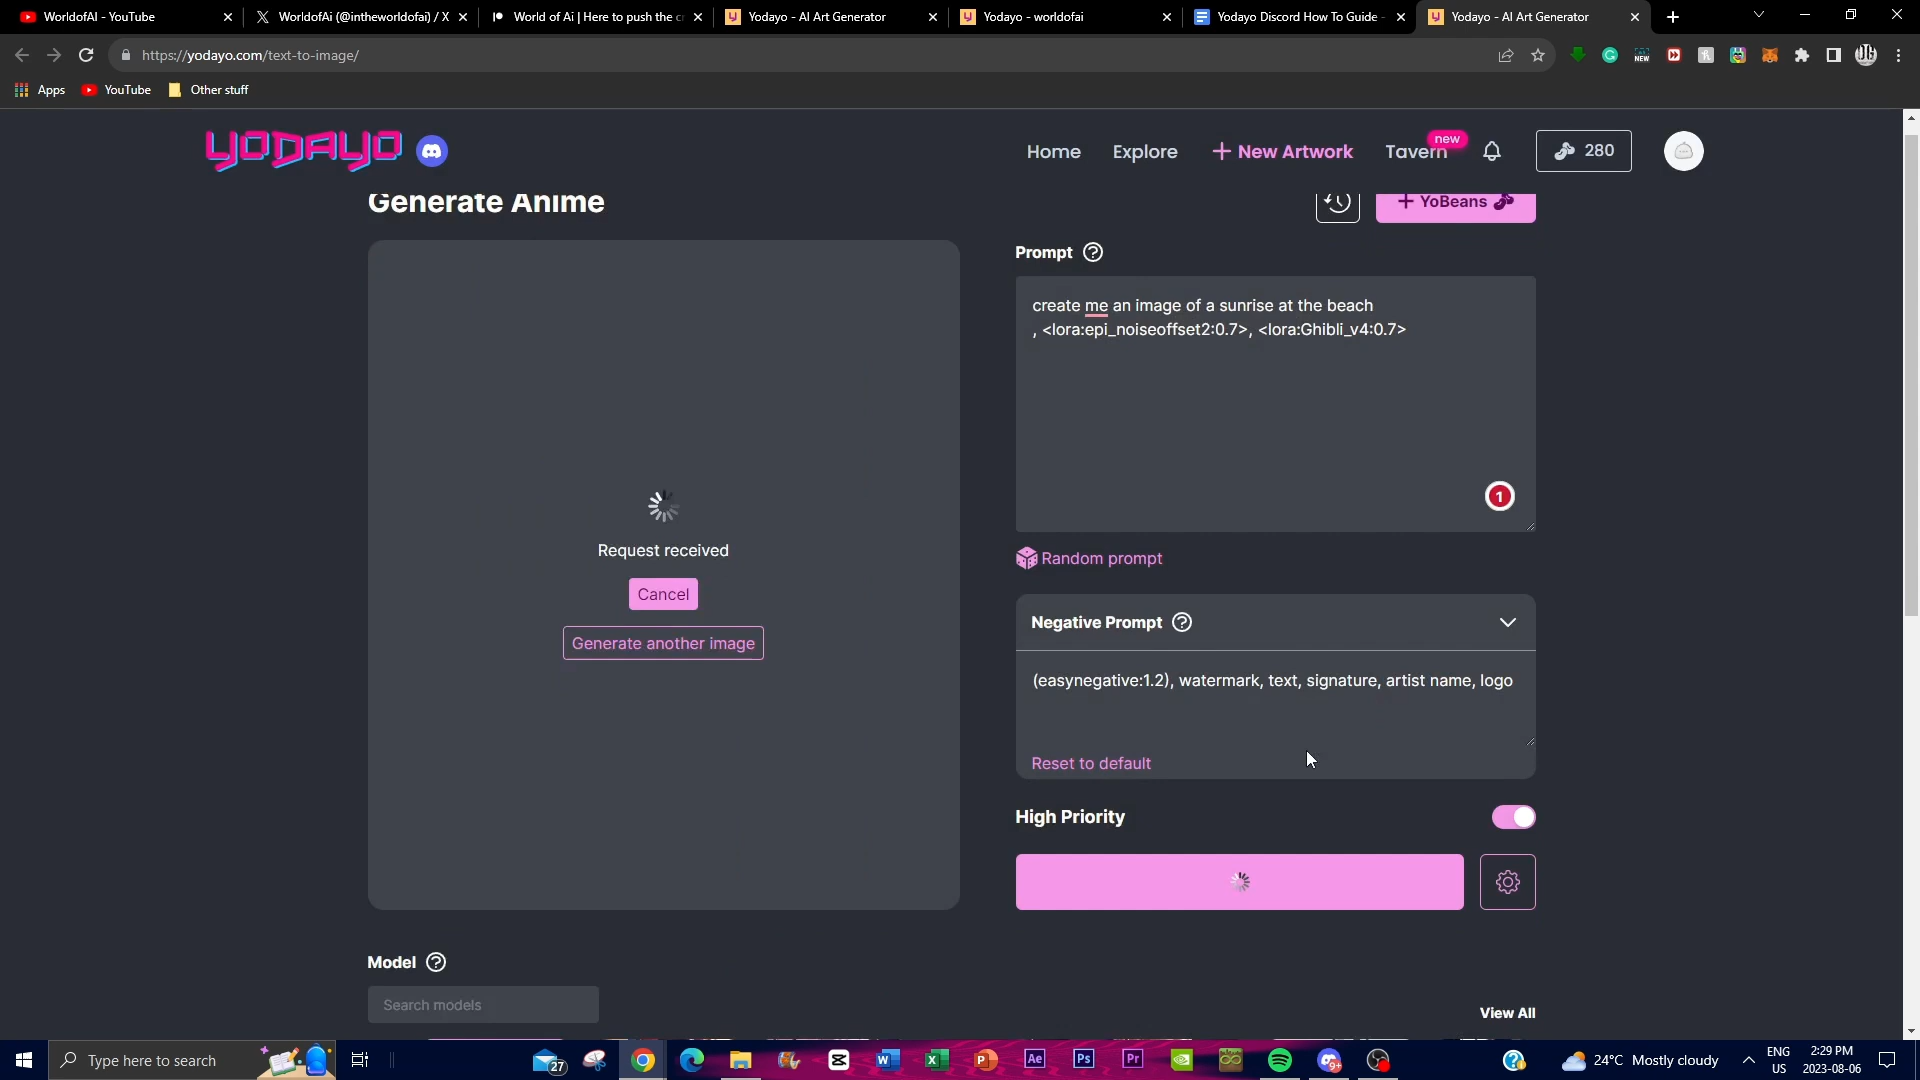 WorldofAI - YouTube
WorldofAi (@intheworldofai) / X
World of Ai | Here to push the c
Yodayo - AI Art Generator
Yodayo - worldofai
Yodayo Discord How To Guide -
Yodayo - AI Art Generator
https://yodayo.com/text-to-image/
NEW
Apps
YouTube
Other stuff
YODAYO
Home
Explore
+ New Artwork
Tavern
new
280
Generate Anime
+ YoBeans
Prompt ?
create me an image of a sunrise at the beach
, <lora:epi_noiseoffset2:0.7>, <lora:Ghibli_v4:0.7>
1
Request received
Cancel
Generate another image
Random prompt
Negative Prompt ?
(easynegative:1.2), watermark, text, signature, artist name, logo
Reset to default
High Priority
Model ?
Search models
View All
Type here to search
27
Ae
Ps
Pr
9+
24°C Mostly cloudy
ENG
US
2:29 PM
2023-08-06